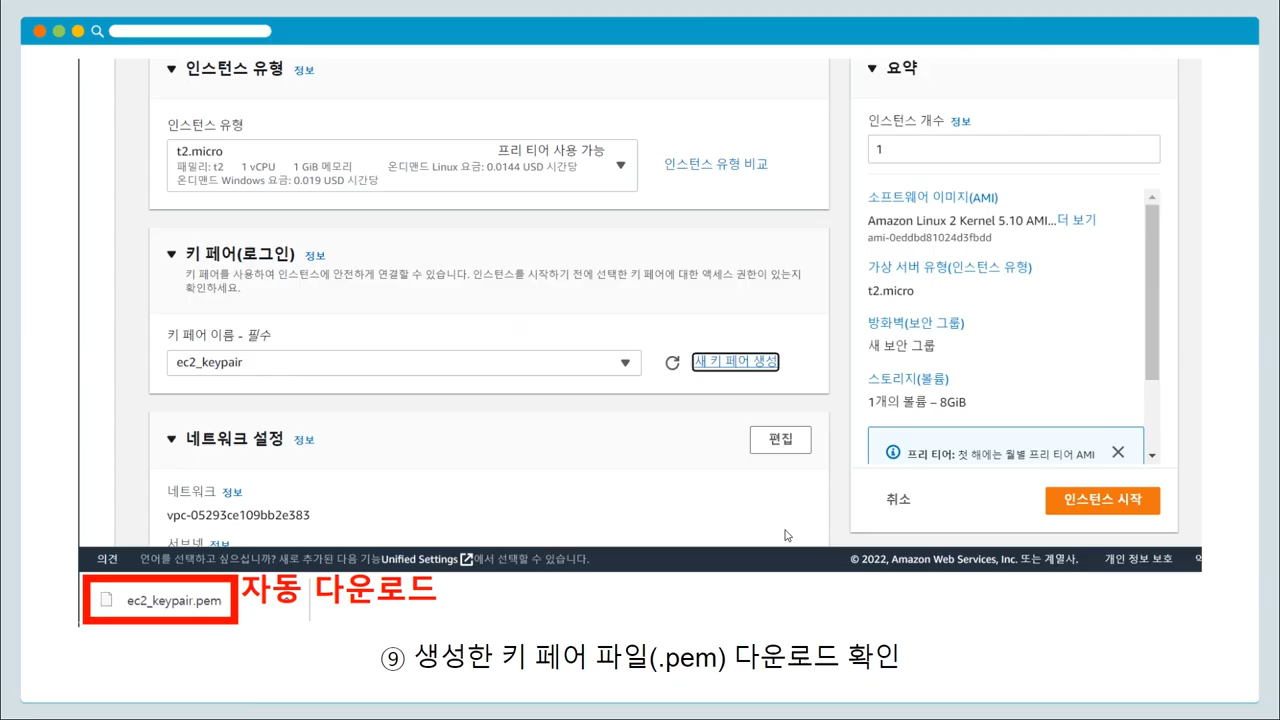 인스턴스 유형 정보
인스턴스 유형
t2.micro 프리 티어 사용 가능
패밀리: t2 1 vCPU 1 GiB 메모리 온디맨드 Linux 요금: 0.0144 USD 시간당
온디맨드 Windows 요금: 0.019 USD 시간당
인스턴스 유형 비교
키 페어(로그인) 정보
키 페어를 사용하여 인스턴스에 안전하게 연결할 수 있습니다. 인스턴스를 시작하기 전에 선택한 키 페어에 대한 액세스 권한이 있는지
확인하세요.
키 페어 이름 - 필수
ec2_keypair
새 키 페어 생성
네트워크 설정 정보
편집
네트워크 정보
vpc-05293ce109bb2e383
서브넷 정보
요약
인스턴스 개수 정보
1
소프트웨어 이미지(AMI)
Amazon Linux 2 Kernel 5.10 AMI...더 보기
ami-0eddbd81024d3fbdd
가상 서버 유형(인스턴스 유형)
t2.micro
방화벽(보안 그룹)
새 보안 그룹
스토리지(볼륨)
1개의 볼륨 – 8GiB
프리 티어: 첫 해에는 월별 프리 티어 AMI
취소
인스턴스 시작
의견 언어를 선택하고 싶으십니까? 새로 추가된 다음 기능Unified Settings에서 선택할 수 있습니다.
© 2022, Amazon Web Services, Inc. 또는 계열사. 개인 정보 보호
ec2_keypair.pem
자동 다운로드
⑨ 생성한 키 페어 파일(.pem) 다운로드 확인